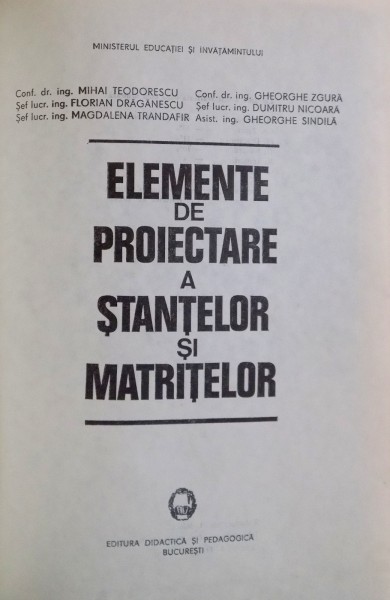 MINISTERUL EDUCAȚIEI ȘI INVĂȚĂMÎNTULUI
Conf. dr. ing. MIHAI TEODORESCU
Șef lucr. ing. FLORIAN DRĂGĂNESCU
Șef lucr. ing. MAGDALENA TRANDAFIR
Conf. dr. ing. GHEORGHE ZGURĂ
Șef lucr. ing. DUMITRU NICOARĂ
Asist. ing. GHEORGHE SINDILĂ
ELEMENTE
DE
PROIECTARE
A
ȘTANȚELOR
ȘI
MATRIȚELOR
EDITURA DIDACTICĂ ȘI PEDAGOGICĂ
BUCUREȘTI